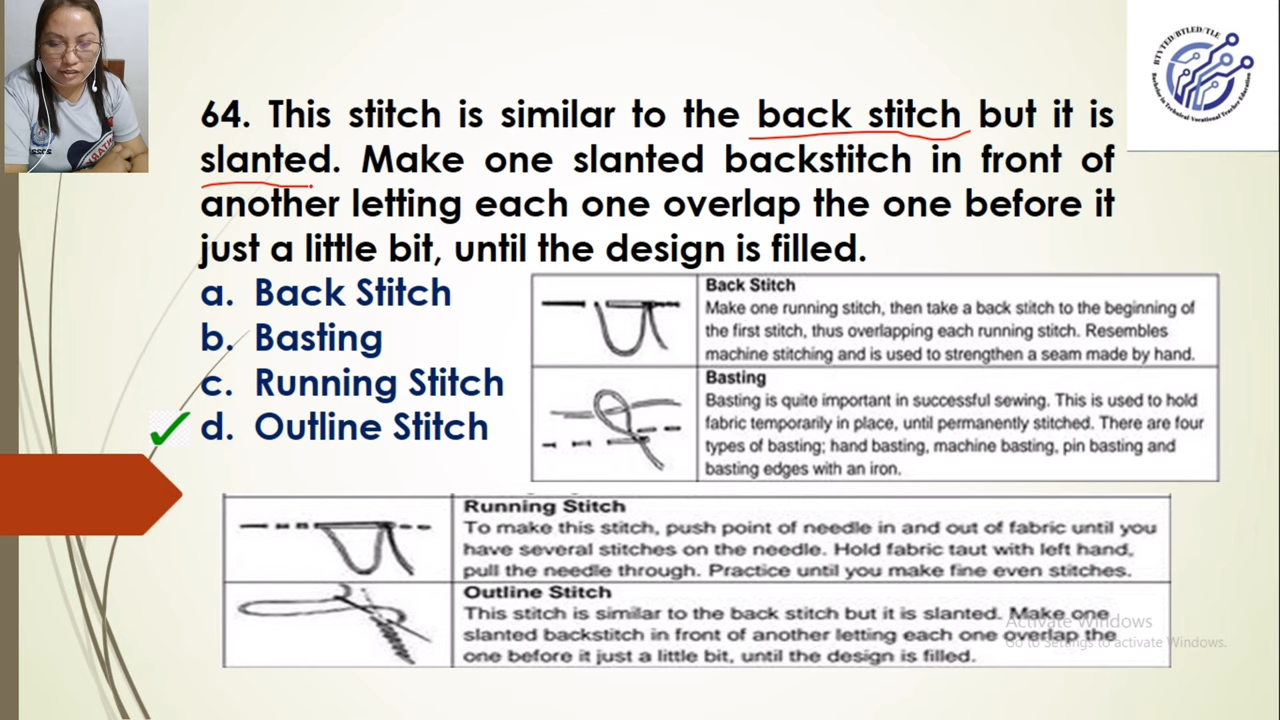 BTVTED/BTLED/TLE
Bachelor in Technical Vocational Teacher Education
64. This stitch is similar to the back stitch but it is
slanted. Make one slanted backstitch in front of
another letting each one overlap the one before it
just a little bit, until the design is filled.
a. Back Stitch
b. Basting
c. Running Stitch
d. Outline Stitch
Back Stitch
Make one running stitch, then take a back stitch to the beginning of
the first stitch, thus overlapping each running stitch. Resembles
machine stitching and is used to strengthen a seam made by hand.
Basting
Basting is quite important in successful sewing. This is used to hold
fabric temporarily in place, until permanently stitched. There are four
types of basting; hand basting, machine basting, pin basting and
basting edges with an iron.
Running Stitch
To make this stitch, push point of needle in and out of fabric until you
have several stitches on the needle. Hold fabric taut with left hand,
pull the needle through. Practice until you make fine even stitches.
Outline Stitch
This stitch is similar to the back stitch but it is slanted. Make one
slanted backstitch in front of another letting each one overlap the
one before it just a little bit, until the design is filled.
Activate Windows
Go to Settings to activate Windows.